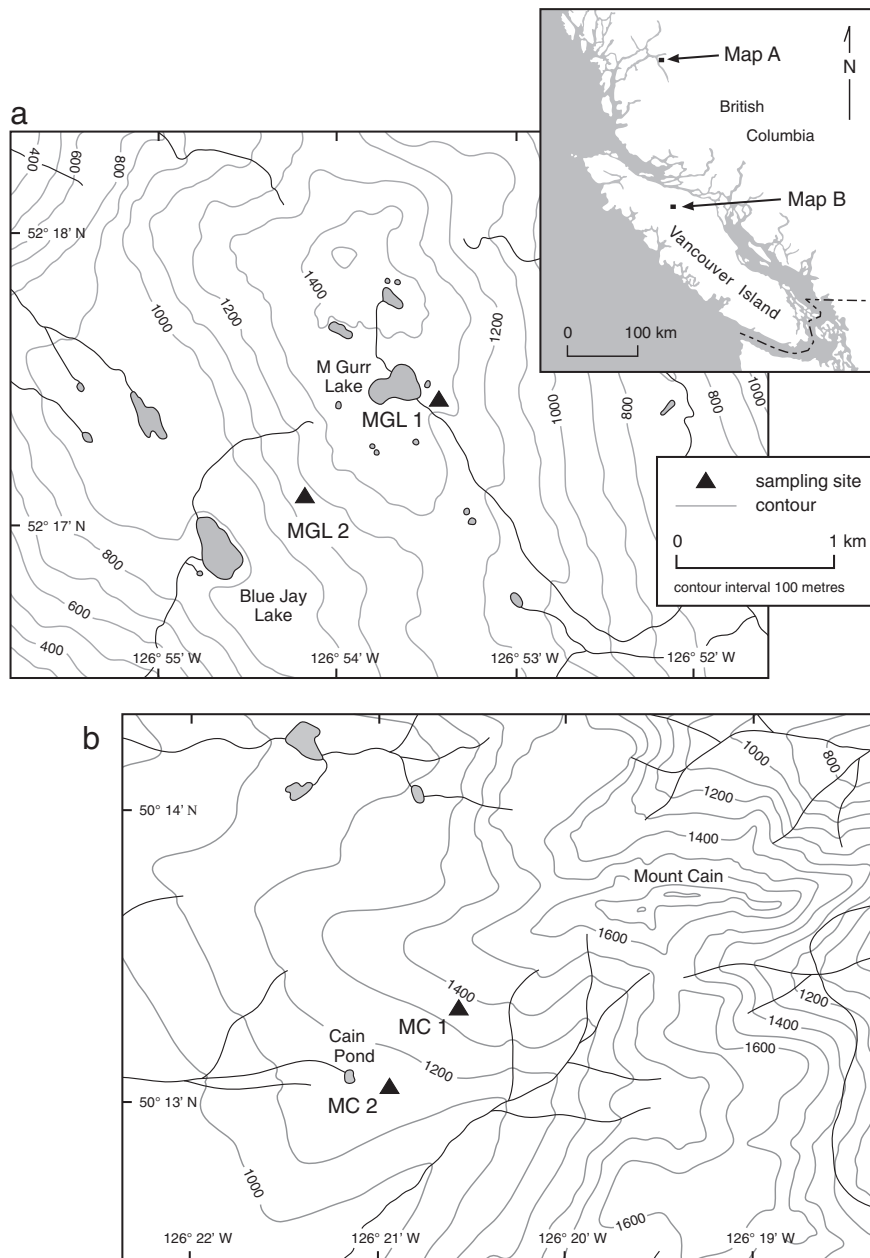 a
Map A
N
British
Columbia
Map B
Vancouver Island
0 100 km
400
600
800
52° 18' N
1000
1200
1400
1200
M Gurr
Lake
MGL 1
1000
800
800
1000
MGL 2
52° 17' N
800
600
400
Blue Jay
Lake
126° 55' W
126° 54' W
126° 53' W
126° 52' W
sampling site
contour
0 1 km
contour interval 100 metres
b
50° 14' N
1000
800
1200
1400
Mount Cain
1600
1400
MC 1
1200
1400
1600
Cain
Pond
1200
MC 2
50° 13' N
1000
1600
126° 22' W
126° 21' W
126° 20' W
126° 19' W